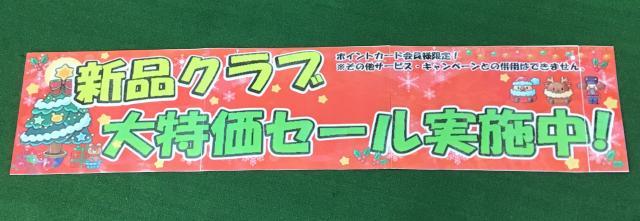 新品クラブ
ポイントカード会員様限定！
※その他サービス・キャンペーンとの併用はできません。
大特価セール実施中！